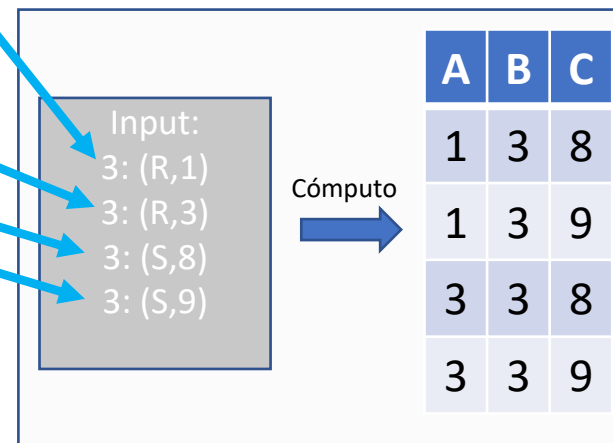 Input:
3: (R,1)
3: (R,3)
3: (S,8)
3: (S,9)
Cómputo
A B C
1 3 8
1 3 9
3 3 8
3 3 9